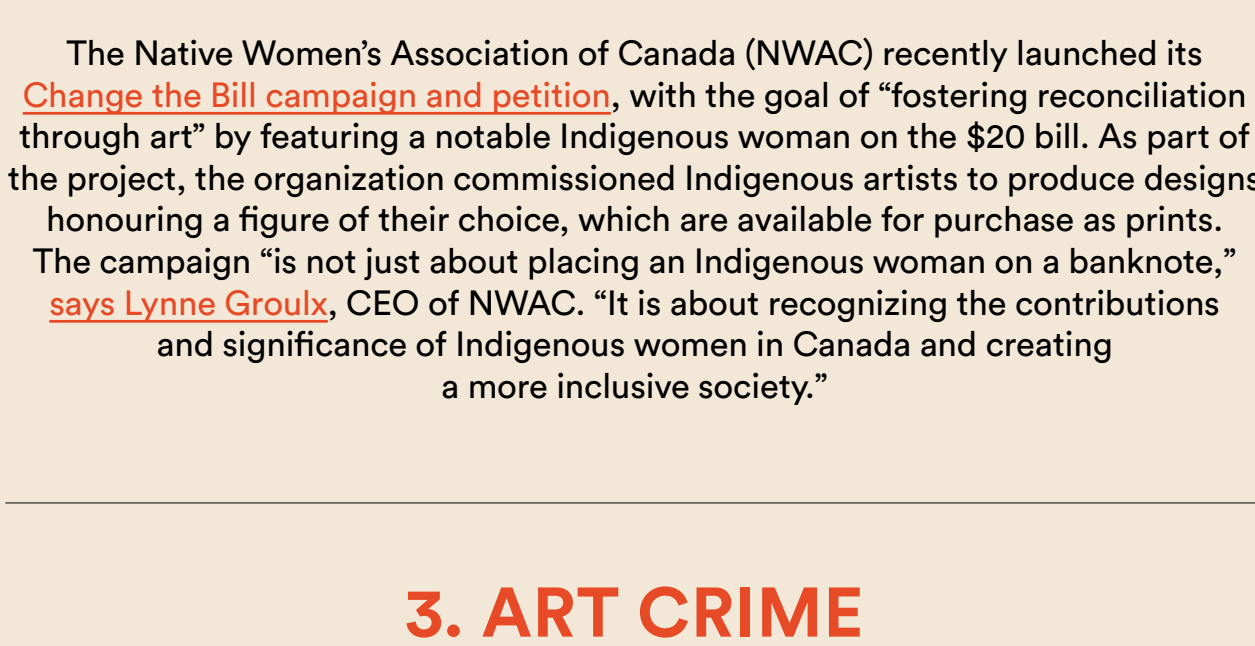 The Native Women’s Association of Canada (NWAC) recently launched its
Change the Bill campaign and petition, with the goal of “fostering reconciliation
through art” by featuring a notable Indigenous woman on the $20 bill. As part of
the project, the organization commissioned Indigenous artists to produce designs
honouring a figure of their choice, which are available for purchase as prints.
The campaign “is not just about placing an Indigenous woman on a banknote,”
says Lynne Groulx, CEO of NWAC. “It is about recognizing the contributions
and significance of Indigenous women in Canada and creating
a more inclusive society.”
3. ART CRIME